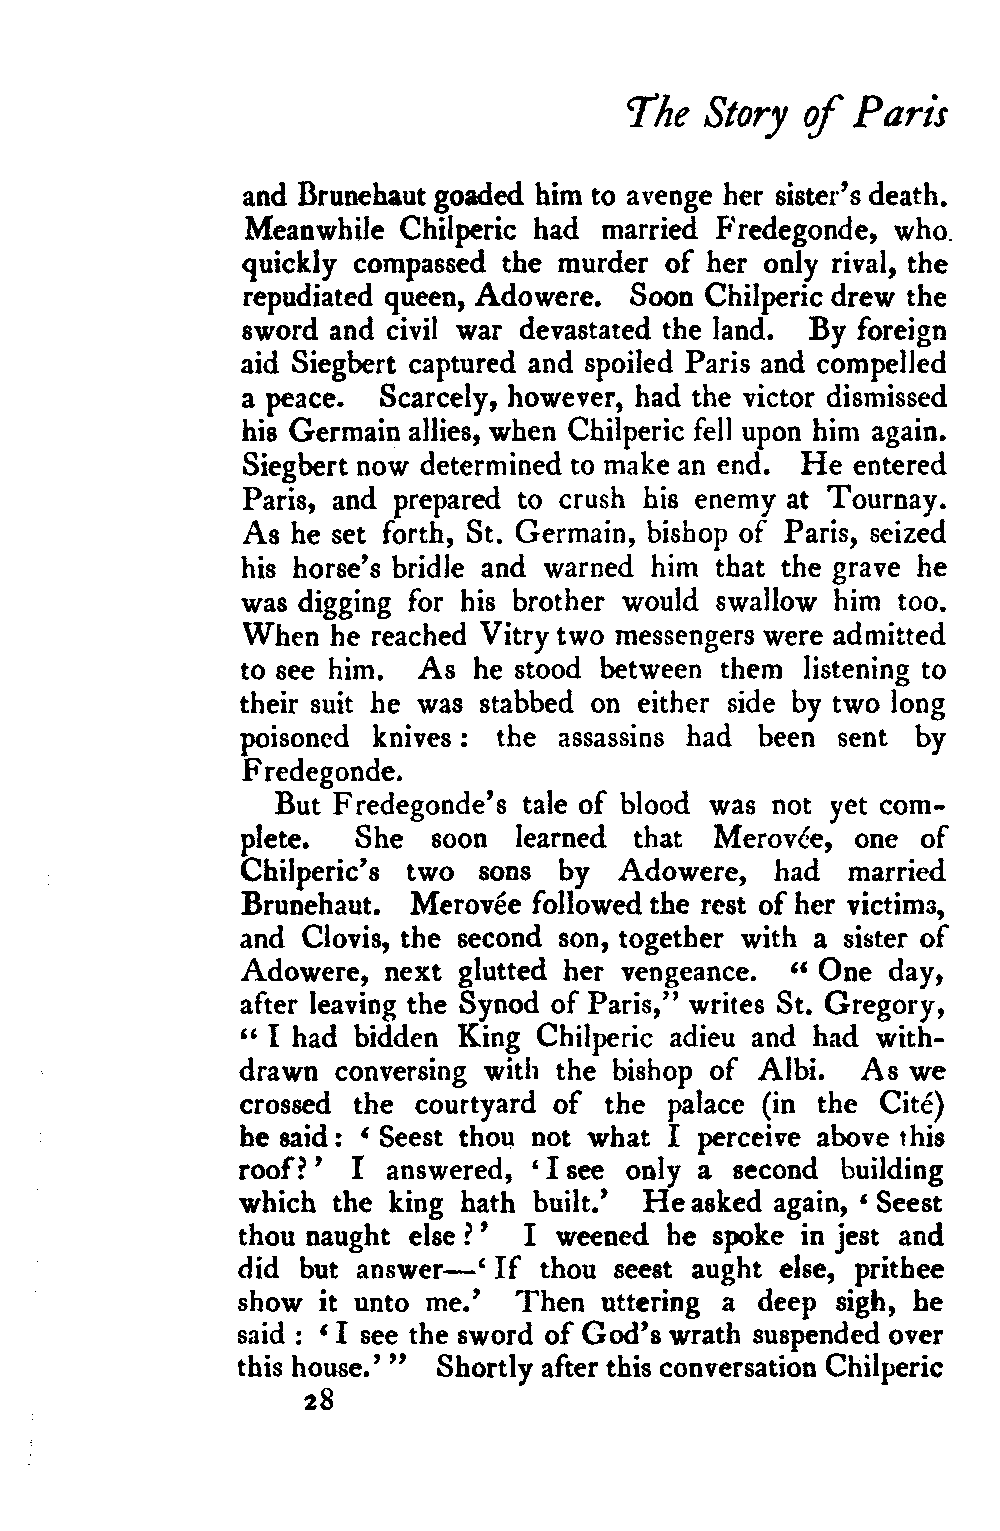 The Story of Paris
and Brunehaut goaded him to avenge her sister's death.
Meanwhile Chilperic had married Fredegonde, who
quickly compassed the murder of her only rival, the
repudiated queen, Adowere. Soon Chilperic drew the
sword and civil war devastated the land. By foreign
aid Siegbert captured and spoiled Paris and compelled
a peace. Scarcely, however, had the victor dismissed
his Germain allies, when Chilperic fell upon him again.
Siegbert now determined to make an end. He entered
Paris, and prepared to crush his enemy at Tournay.
As he set forth, St. Germain, bishop of Paris, seized
his horse's bridle and warned him that the grave he
was digging for his brother would swallow him too.
When he reached Vitry two messengers were admitted
to see him. As he stood between them listening to
their suit he was stabbed on either side by two long
poisoned knives: the assassins had been sent by
Fredegonde.
But Fredegonde's tale of blood was not yet com-
plete. She soon learned that Merovée, one of
Chilperic's two sons by Adowere, had married
Brunehaut. Merovée followed the rest of her victims,
and Clovis, the second son, together with a sister of
Adowere, next glutted her vengeance. "One day,
after leaving the Synod of Paris," writes St. Gregory,
"I had bidden King Chilperic adieu and had with-
drawn conversing with the bishop of Albi. As we
crossed the courtyard of the palace (in the Cité)
he said: 'Seest thou not what I perceive above this
roof?' I answered, 'I see only a second building
which the king hath built.' He asked again, 'Seest
thou naught else?' I weened he spoke in jest and
did but answer—'If thou seest aught else, prithee
show it unto me.' Then uttering a deep sigh, he
said: 'I see the sword of God's wrath suspended over
this house.'" Shortly after this conversation Chilperic
28